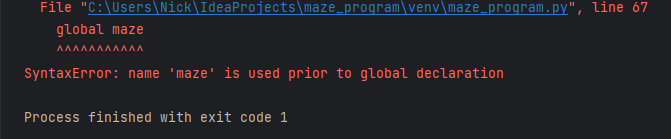 File "C:\Users\Nick\IdeaProjects\maze_program\venv\maze_program.py", line 67
global maze
^^^^^^^^^^^
SyntaxError: name 'maze' is used prior to global declaration
Process finished with exit code 1